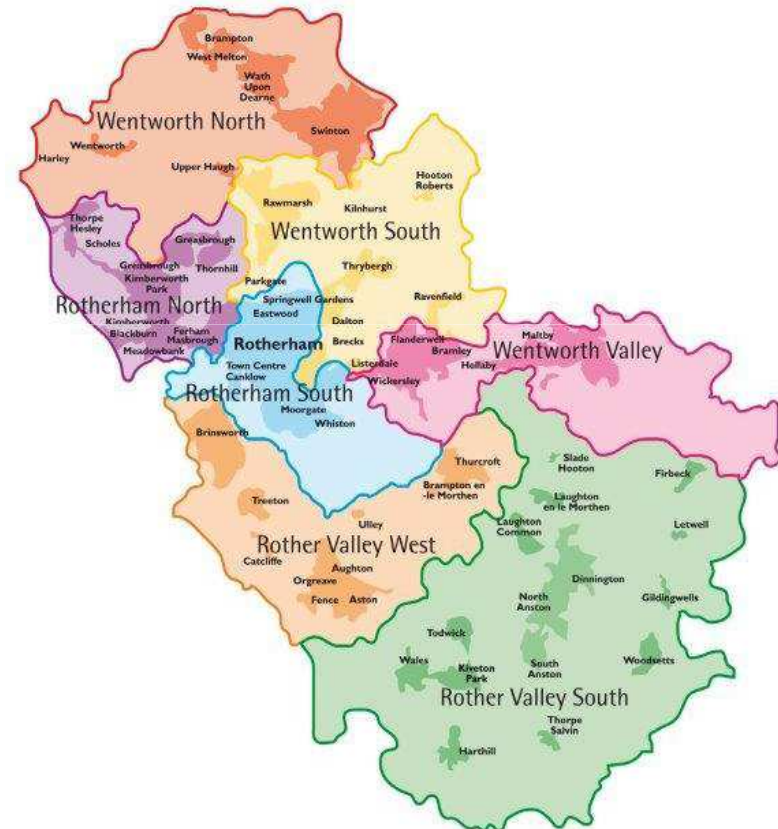 Brampton
West Melton
Wath
Upon
Dearne
Wentworth North
Swinton
Wentworth
Harley
Upper Haugh
Hooton
Roberts
Rawmarsh
Kilnhurst
Wentworth South
Thorpe
Hesley
Scholes
Greasbrough
Greasbrough
Thornhill
Kimberworth
Park
Rotherham North
Kimberworth
Blackburn
Ferham
Masbrough
Meadowbank
Thrybergh
Parkgate
Springwell Gardens
Eastwood
Ravenfield
Dalton
Brecks
Rotherham
Listerdale
Town Centre
Canklow
Rotherham South
Moorgate
Whiston
Flanderwell
Bramley
Maltby
Wentworth Valley
Hellaby
Wickersley
Brinsworth
Thurcroft
Brampton en
-le Morthen
Treeton
Ulley
Rother Valley West
Catcliffe
Aughton
Orgreave
Fence
Aston
Slade
Hooton
Firbeck
Laughton
en le Morthen
Laughton
Common
Letwell
Dinnington
North
Anston
Gildingwells
Todwick
Wales
Kiveton
Park
South
Anston
Woodsetts
Rother Valley South
Thorpe
Salvin
Harthill